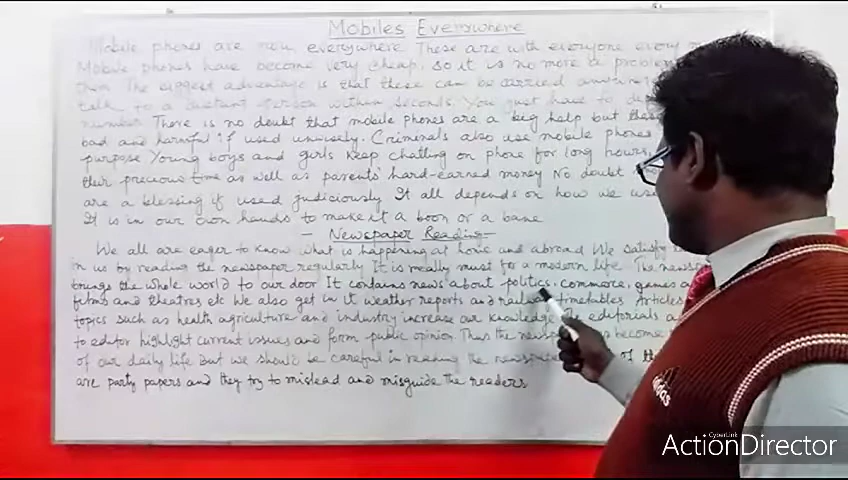 Mobiles Everywhere
Mobile phones are now everywhere These are with everyone every
Mobile phones have become very cheap, so it is no more a problem
them The biggest advantage is that these can be carried
talk to a distant person within seconds. You just have to
number There is no doubt that mobile phones are a big help but these
bad and harmful if used unwisely. Criminals also use mobile phones
purpose Young boys and girls keep chatting on phone for long hours,
their precious time as well as parents' hard-earned money No doubt
are a blessing if used judiciously It all depends on how we use
It is in our own hands to make it a boon or a bane
- Newspaper Reading -
We all are eager to know what is happening at home and abroad We satisfy
in us by reading the newspaper regularly It is really must for a modern life. The
brings the whole world to our door It contains news about politics, commerce, games
films and theatres etc We also get in it weather reports and railway timetables Articles
topics such as health agriculture and industry increase our knowledge The editorials
to editor highlight current issues and form public opinion Thus the become
of our daily life But we should be careful in reading the of
are party papers and they try to mislead and misguide the readers
adidas
CyberLink
ActionDirector